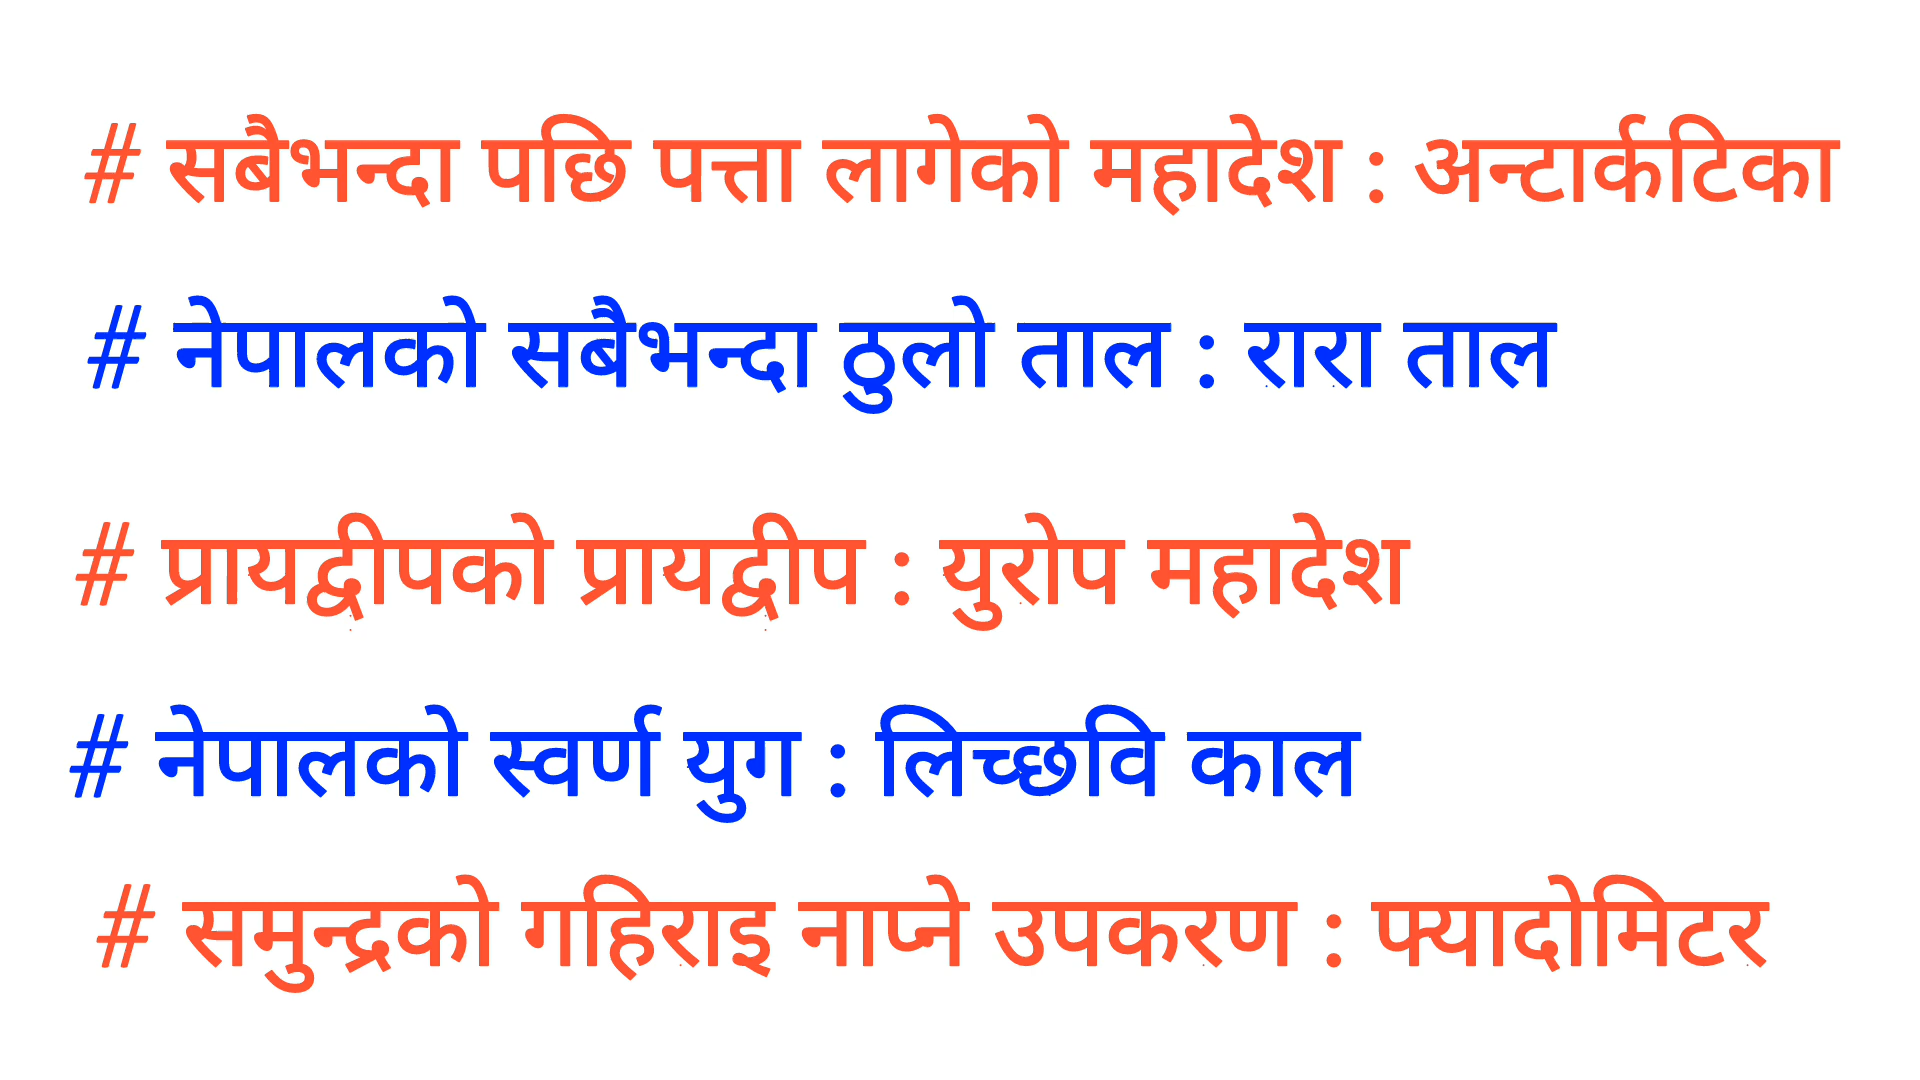 # सबैभन्दा पछि पत्ता लागेको महादेश : अन्टार्कटिका
# नेपालको सबैभन्दा ठुलो ताल : रारा ताल
# प्रायद्वीपको प्रायद्वीप : युरोप महादेश
# नेपालको स्वर्ण युग : लिच्छवि काल
# समुन्द्रको गहिराइ नाप्ने उपकरण : फ्यादोमिटर